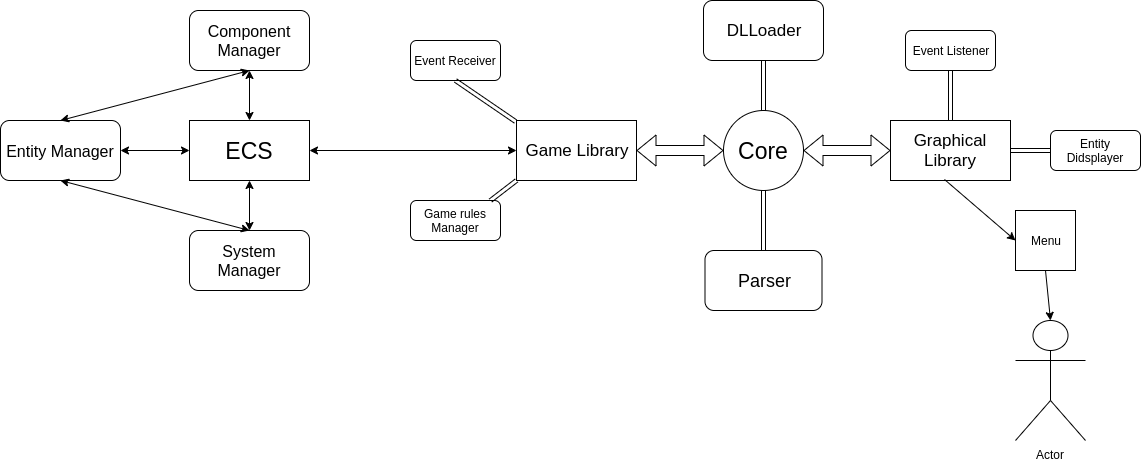 Component
Manager
Entity Manager
ECS
System
Manager
Event Receiver
Game Library
Game rules
Manager
DLLoader
Core
Parser
Event Listener
Graphical
Library
Entity
Didsplayer
Menu
Actor